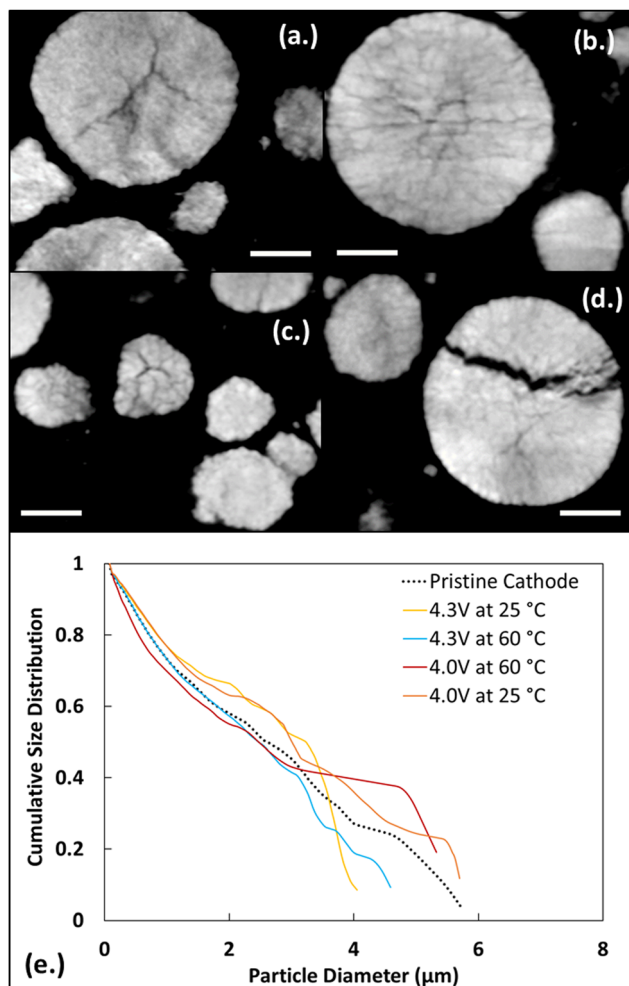 (a.)
(b.)
(c.)
(d.)
1
0.8
0.6
0.4
0.2
0
Cumulative Size Distribution
Pristine Cathode
4.3V at 25 °C
4.3V at 60 °C
4.0V at 60 °C
4.0V at 25 °C
0 2 4 6 8
Particle Diameter (μm)
(e.)